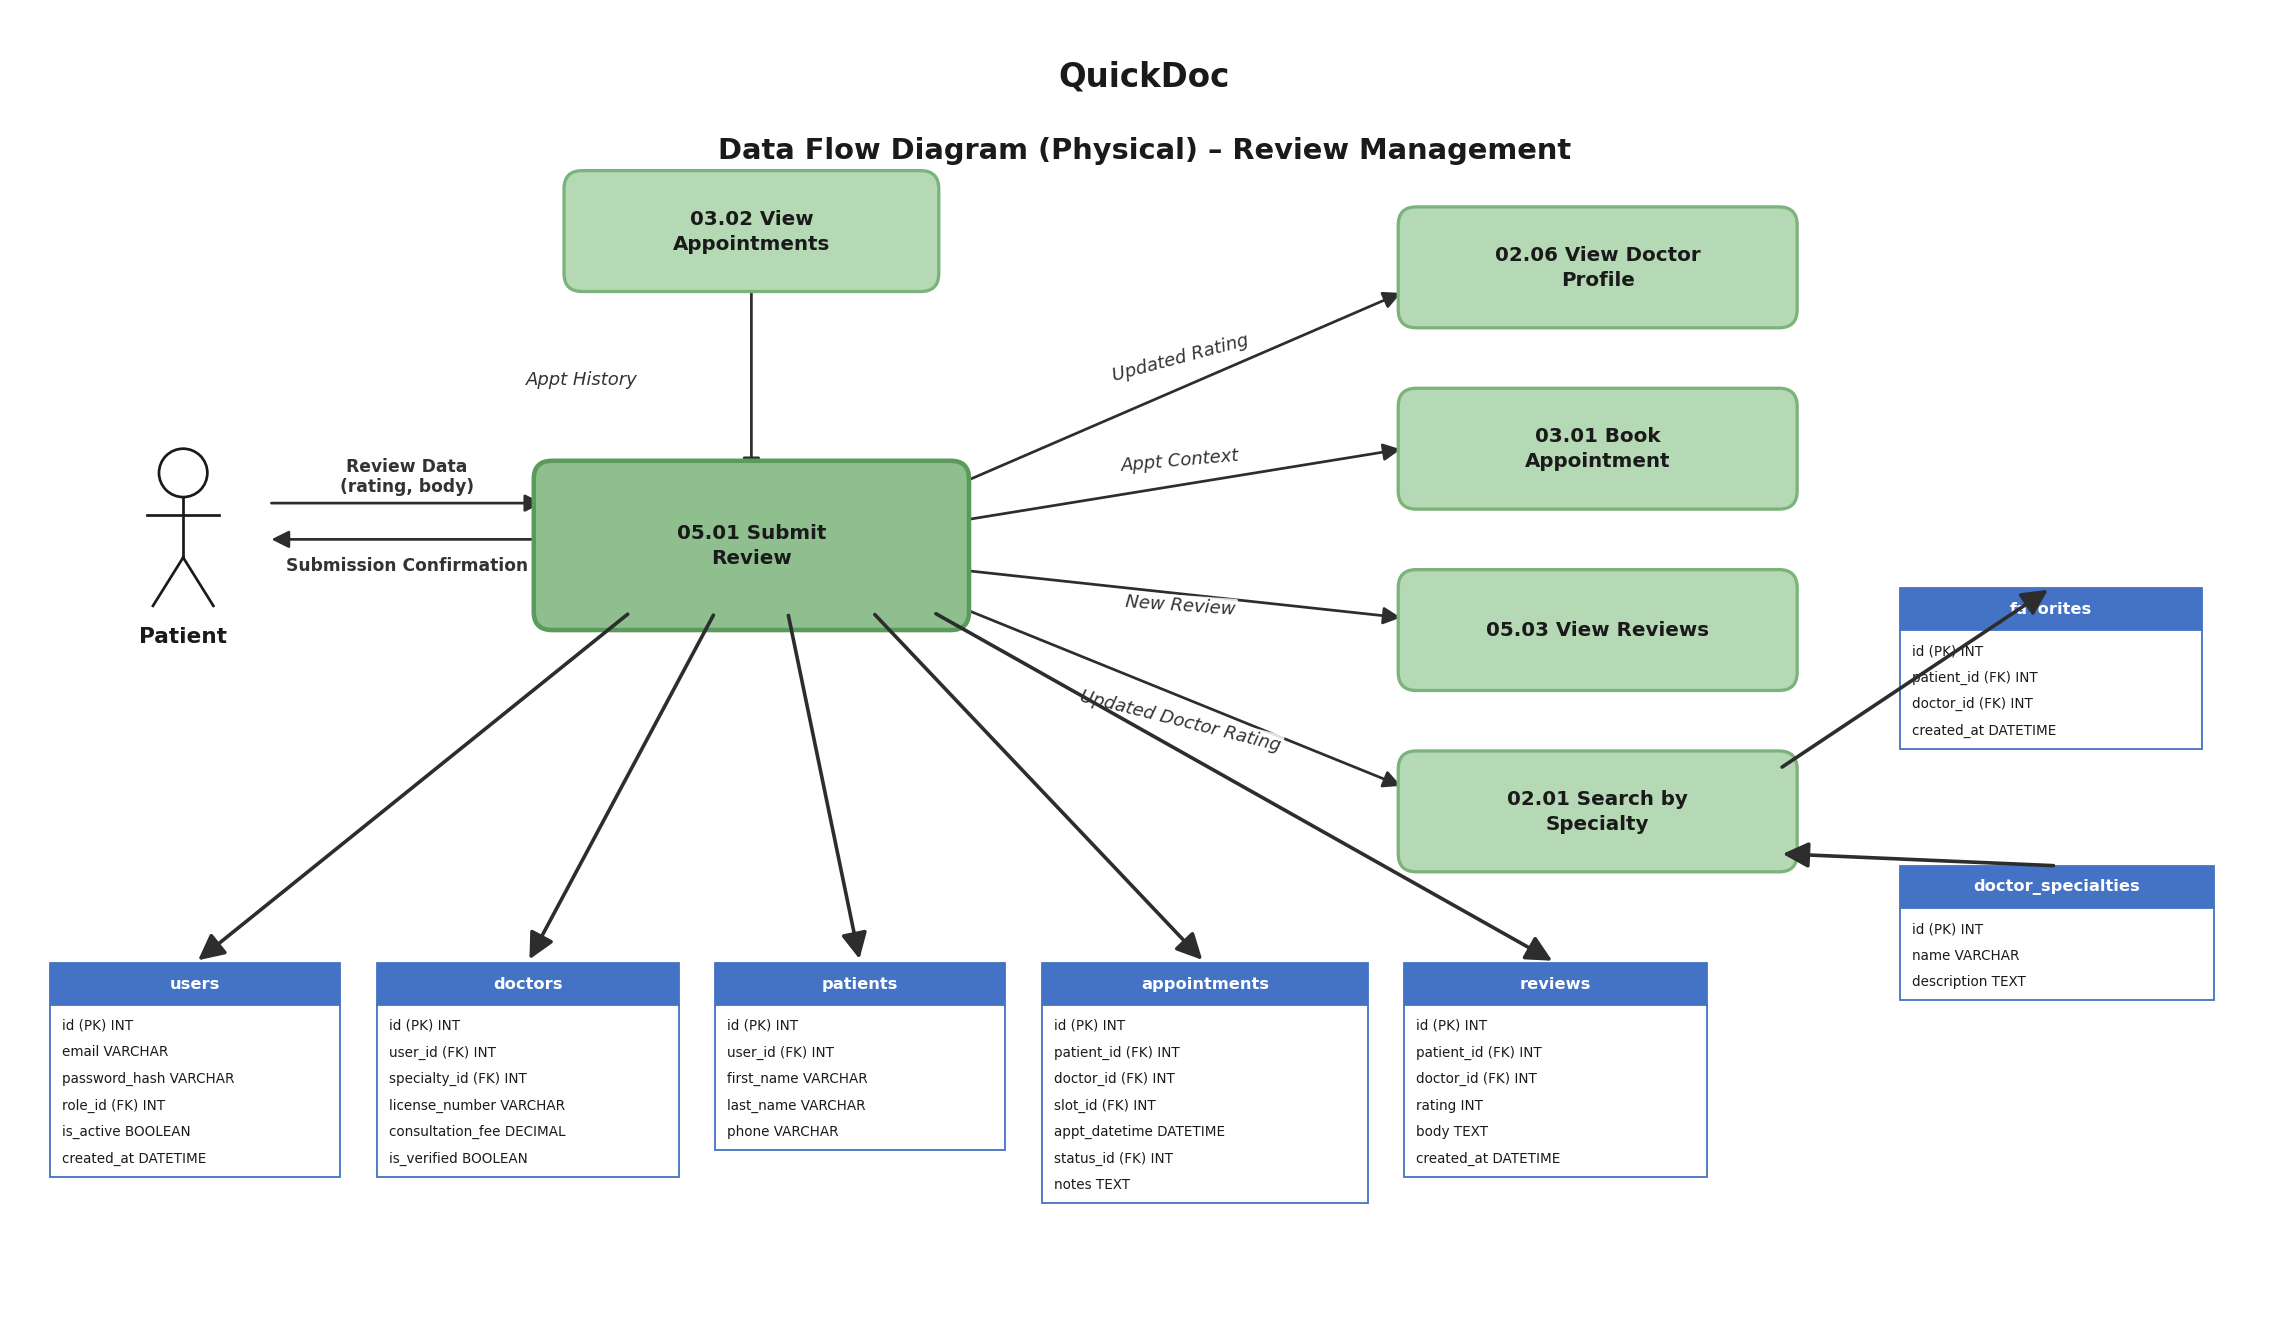 QuickDoc
Data Flow Diagram (Physical) – Review Management
03.02 View
Appointments
02.06 View Doctor
Profile
Updated Rating
Appt History
03.01 Book
Appointment
Appt Context
Review Data
(rating, body)
05.01 Submit
Review
Submission Confirmation
Patient
New Review
05.03 View Reviews
favorites
id (PK) INT
patient_id (FK) INT
doctor_id (FK) INT
created_at DATETIME
Updated Doctor Rating
02.01 Search by
Specialty
doctor_specialties
id (PK) INT
name VARCHAR
description TEXT
users
id (PK) INT
email VARCHAR
password_hash VARCHAR
role_id (FK) INT
is_active BOOLEAN
created_at DATETIME
doctors
id (PK) INT
user_id (FK) INT
specialty_id (FK) INT
license_number VARCHAR
consultation_fee DECIMAL
is_verified BOOLEAN
patients
id (PK) INT
user_id (FK) INT
first_name VARCHAR
last_name VARCHAR
phone VARCHAR
appointments
id (PK) INT
patient_id (FK) INT
doctor_id (FK) INT
slot_id (FK) INT
appt_datetime DATETIME
status_id (FK) INT
notes TEXT
reviews
id (PK) INT
patient_id (FK) INT
doctor_id (FK) INT
rating INT
body TEXT
created_at DATETIME